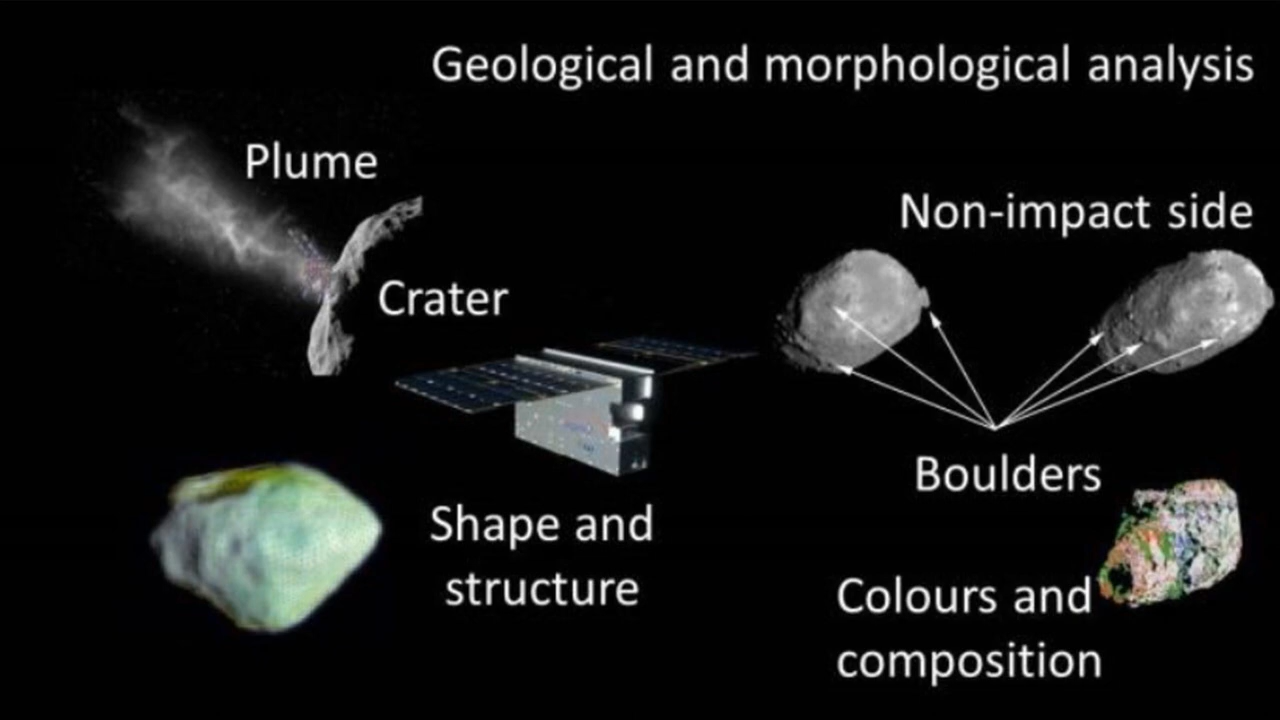 Geological and morphological analysis
Plume
Non-impact side
Crater
Boulders
Shape and
structure
Colours and
composition